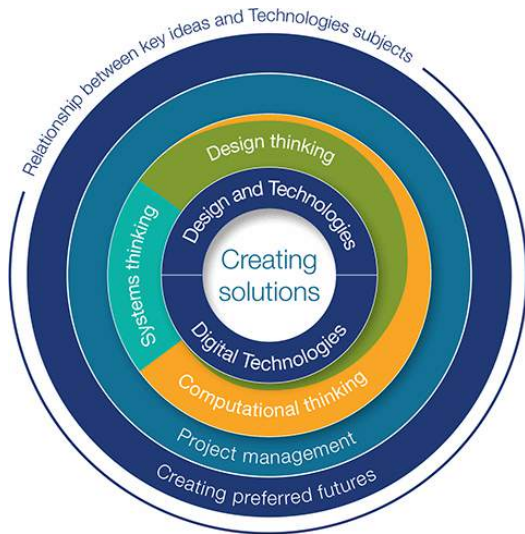 Relationship between key ideas and Technologies subjects
Design thinking
Design and Technologies
Systems thinking
Creating
solutions
Digital Technologies
Computational thinking
Project management
Creating preferred futures